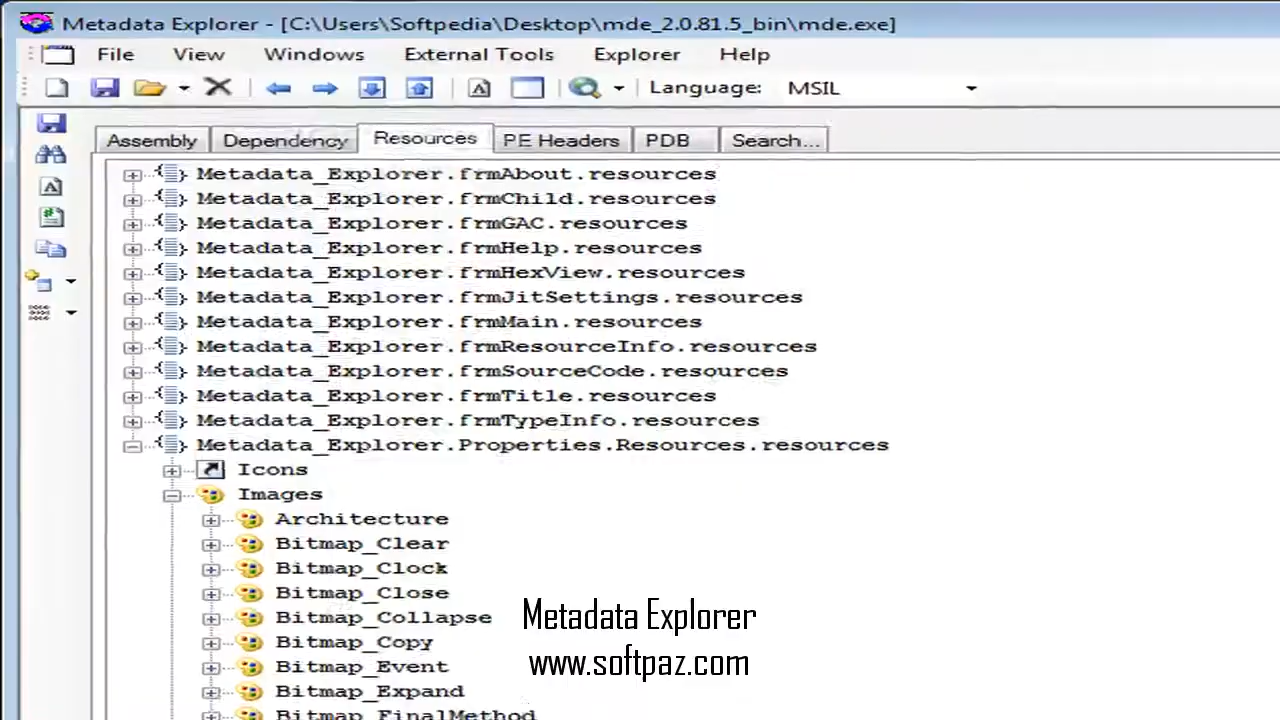 Metadata Explorer - [C:\Users\Softpedia\Desktop\mde_2.0.81.5_bin\mde.exe]
File View Windows External Tools Explorer Help
Language: MSIL
Assembly Dependency Resources PE Headers PDB Search...
Metadata_Explorer.frmAbout.resources
Metadata_Explorer.frmChild.resources
Metadata_Explorer.frmGAC.resources
Metadata_Explorer.frmHelp.resources
Metadata_Explorer.frmHexView.resources
Metadata_Explorer.frmJitSettings.resources
Metadata_Explorer.frmMain.resources
Metadata_Explorer.frmResourceInfo.resources
Metadata_Explorer.frmSourceCode.resources
Metadata_Explorer.frmTitle.resources
Metadata_Explorer.frmTypeInfo.resources
Metadata_Explorer.Properties.Resources.resources
Icons
Images
Architecture
Bitmap_Clear
Bitmap_Clock
Bitmap_Close
Bitmap_Collapse
Bitmap_Copy
Bitmap_Event
Bitmap_Expand
Bitmap_FinalMethod
Metadata Explorer
www.softpaz.com